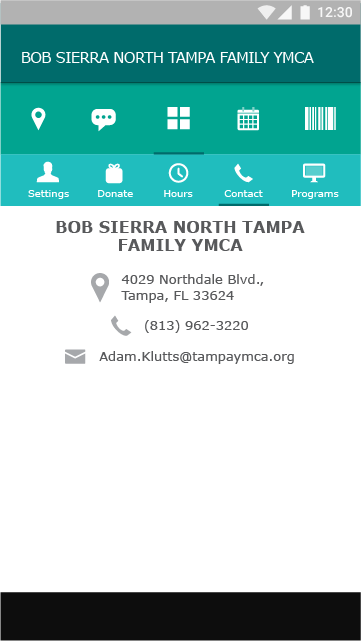 12:30
BOB SIERRA NORTH TAMPA FAMILY YMCA
Settings Donate Hours Contact Programs
BOB SIERRA NORTH TAMPA
FAMILY YMCA
4029 Northdale Blvd.,
Tampa, FL 33624
(813) 962-3220
Adam.Klutts@tampaymca.org